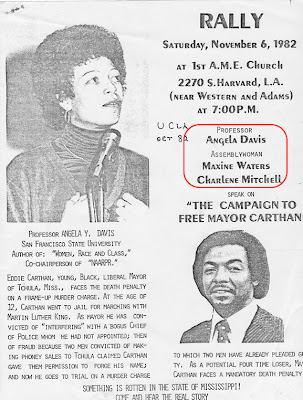 RALLY
SATURDAY, NOVEMBER 6, 1982
AT 1ST A.M.E. CHURCH
2270 S.HARVARD, L.A.
(NEAR WESTERN AND ADAMS)
AT 7:00P.M.
UCLA
OCT 82
PROFESSOR
ANGELA DAVIS
ASSEMBLYWOMAN
MAXINE WATERS
CHARLENE MITCHELL
SPEAK ON
"THE CAMPAIGN TO
FREE MAYOR CARTHAN
PROFESSOR ANGELA Y. DAVIS
SAN FRANCISCO STATE UNIVERSITY
AUTHOR OF: "WOMEN, RACE AND CLASS,"
CO-CHAIRPERSON OF "NAARPR."
EDDIE CARTHAN, YOUNG, BLACK, LIBERAL MAYOR
OF TCHULA, MISS., FACES THE DEATH PENALTY
ON A FRAME-UP MURDER CHARGE. AT THE AGE OF
12, CARTHAN WENT TO JAIL FOR MARCHING WITH
MARTIN LUTHER KING. AS MAYOR HE WAS CON-
VICTED OF "INTERFERING" WITH A BOGUS CHIEF
OF POLICE WHOM HE HAD NOT APPOINTED; THEN
OF FRAUD BECAUSE TWO MEN CONVICTED OF MAK-
ING PHONEY SALES TO TCHULA CLAIMED CARTHAN
GAVE THEM PERMISSION TO FORGE HIS NAME;
AND NOW HE GOES TO TRIAL ON A MURDER CHARGE
TO WHICH TWO MEN HAVE ALREADY PLEADED
AS A POTENTIAL FOUR TIME LOSER,
CARTHAN FACES A MANDATORY DEATH
SOMETHING IS ROTTEN IN THE STATE OF MISSISSIPPI!
COME AND HEAR THE REAL STORY